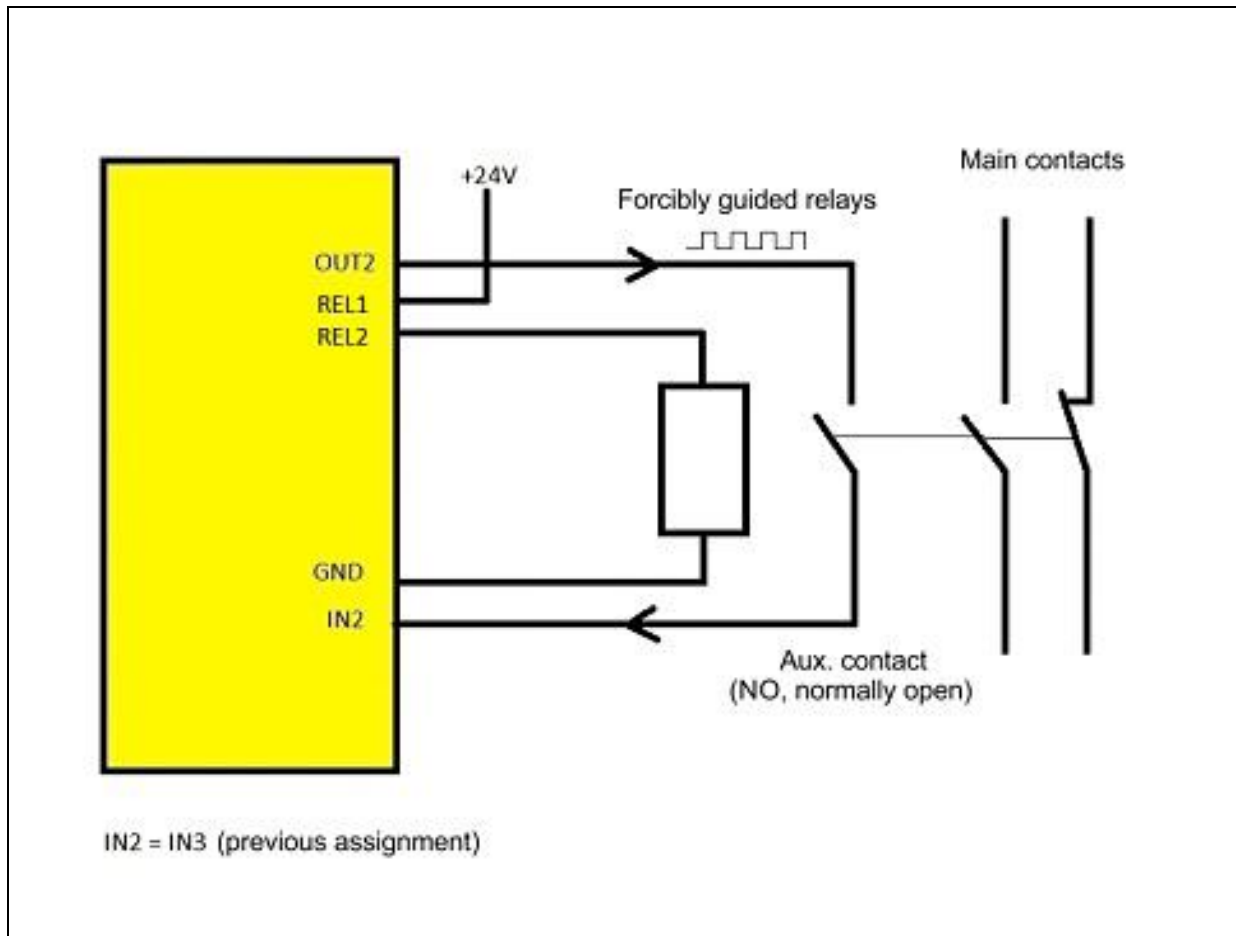 Main contacts
+24V
Forcibly guided relays
OUT2
REL1
REL2
GND
IN2
Aux. contact
(NO, normally open)
IN2 = IN3 (previous assignment)